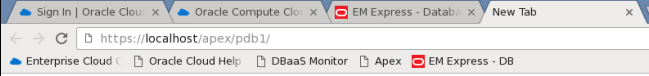 Sign In | Oracle Clou
Oracle Compute Clo
EM Express - Databa
New Tab
https://localhost/apex/pdb1/
Enterprise Cloud
Oracle Cloud Help
DBaaS Monitor
Apex
EM Express - DB